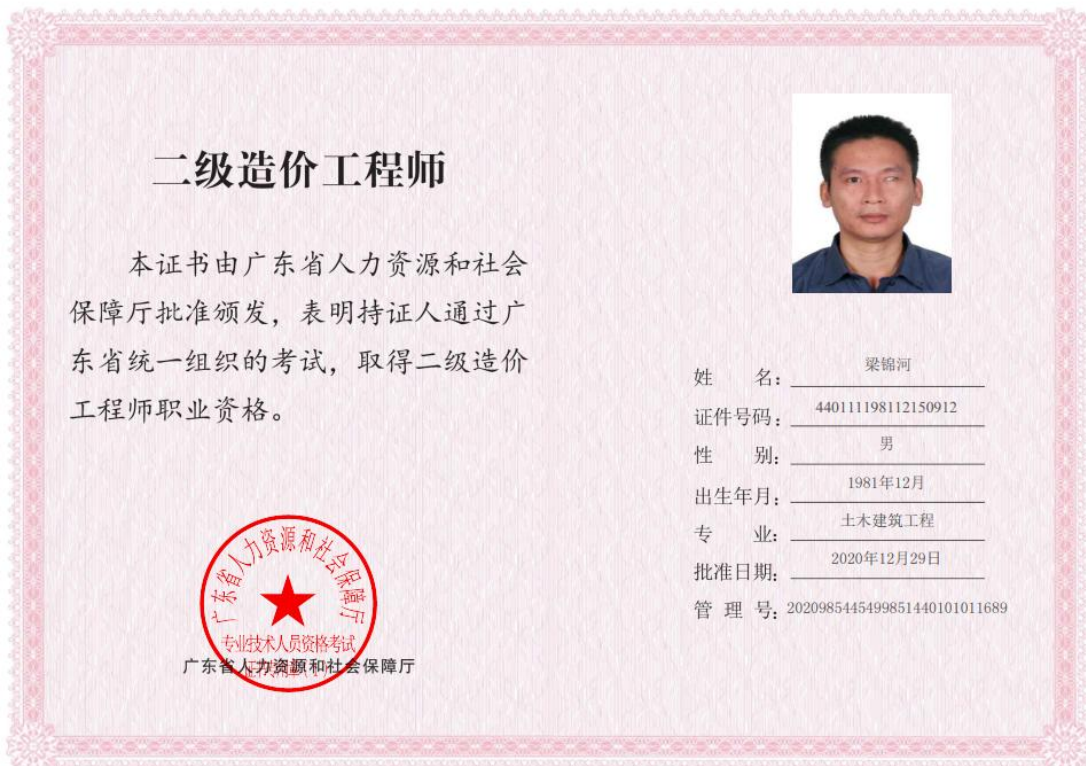 二级造价工程师
本证书由广东省人力资源和社会
保障厅批准颁发，表明持证人通过广
东省统一组织的考试，取得二级造价
工程师职业资格。
广东省人力资源和社会保障厅
专业技术人员资格考试
广东省人力资源和社会保障厅
姓 名：梁锦河
证件号码：440111198112150912
性 别：男
出生年月：1981年12月
专 业：土木建筑工程
批准日期：2020年12月29日
管 理 号：2020985445499851440101011689